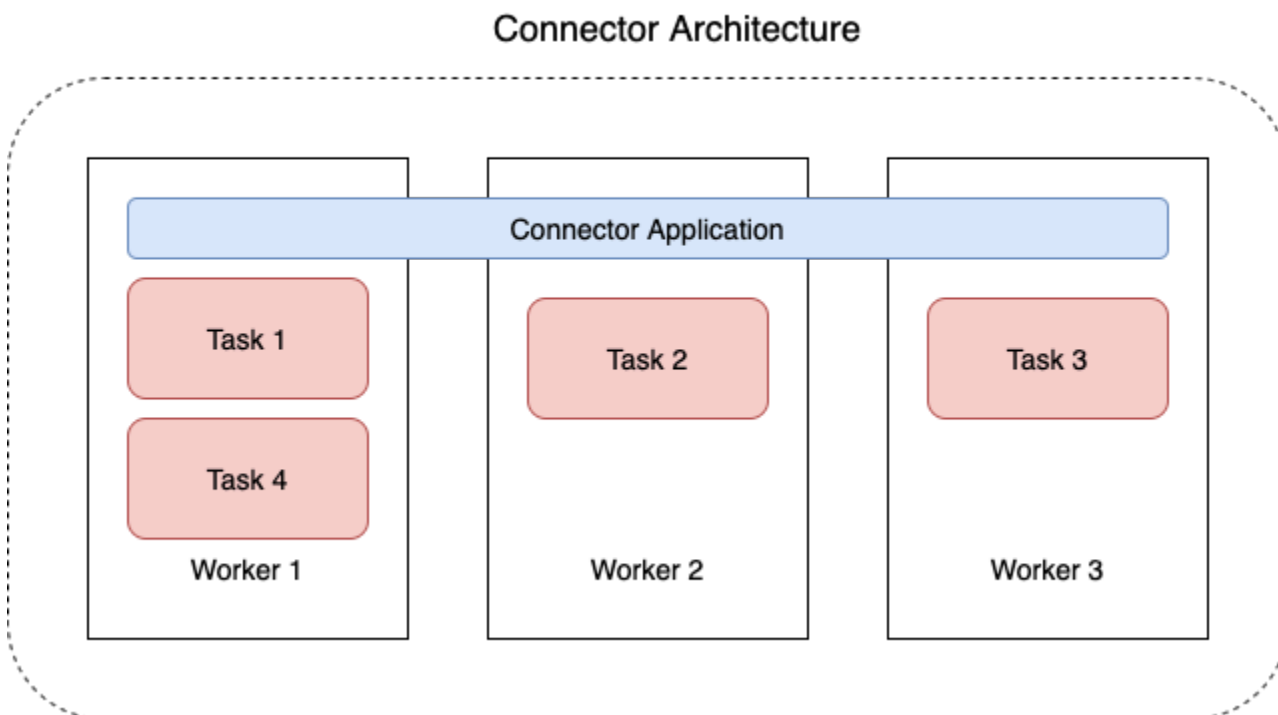 Connector Architecture
Connector Application
Task 1
Task 2
Task 3
Task 4
Worker 1
Worker 2
Worker 3